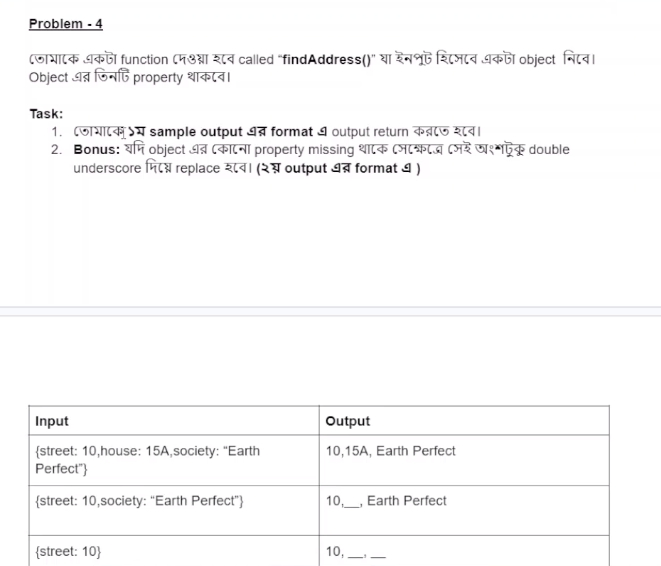 Problem - 4
তোমাকে একটা function দেওয়া হবে called “findAddress()” যা ইনপুট হিসেবে একটা object নিবে।
Object এর তিনটি property থাকবে।
Task:
1. তোমাকে ১ম sample output এর format এ output return করতে হবে।
2. Bonus: যদি object এর কোনো property missing থাকে সেক্ষেত্রে সেই অংশটুকু double
underscore দিয়ে replace হবে। (২য় output এর format এ )
Input Output
{street: 10,house: 15A,society: “Earth 10,15A, Earth Perfect
Perfect”}
{street: 10,society: “Earth Perfect”} 10,__, Earth Perfect
{street: 10} 10, __, __